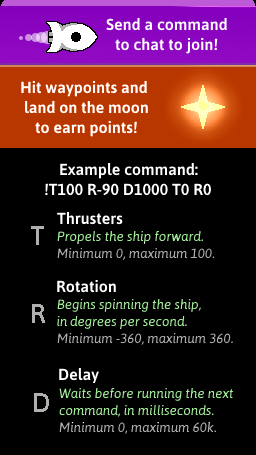 Send a command
to chat to join!
Hit waypoints and
land on the moon
to earn points!
Example command:
!T100 R-90 D1000 T0 R0
Thrusters
T
Propels the ship forward.
Minimum 0, maximum 100.
Rotation
Begins spinning the ship,
R
in degrees per second.
Minimum -360, maximum 360.
Delay
Waits before running the next
D
command, in milliseconds.
Minimum 0, maximum 60k.